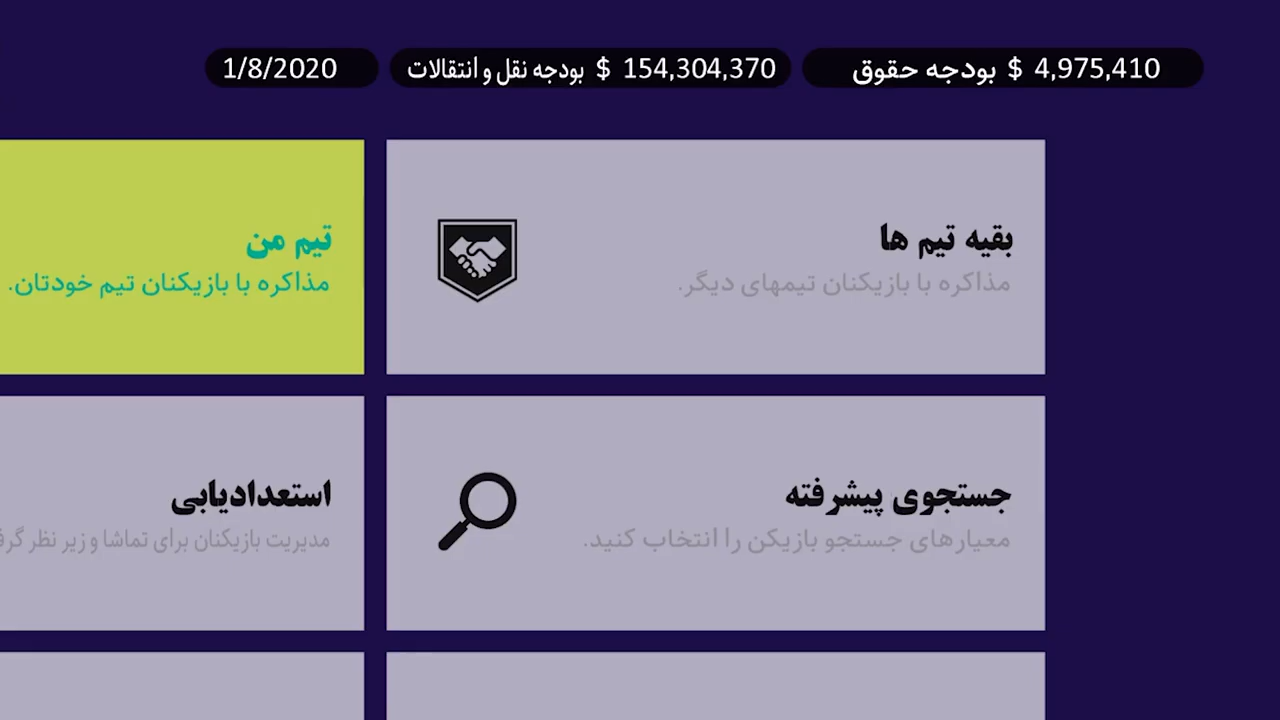 بودجه حقوق $ 4,975,410
بودجه نقل و انتقالات $ 154,304,370
1/8/2020
بقیه تیم ها
مذاکره با بازیکنان تیمهای دیگر.
تیم من
مذاکره با بازیکنان تیم خودتان.
جستجوی پیشرفته
معیارهای جستجو بازیکن را انتخاب کنید.
استعدادیابی
مدیریت بازیکنان برای تماشا و زیر نظر